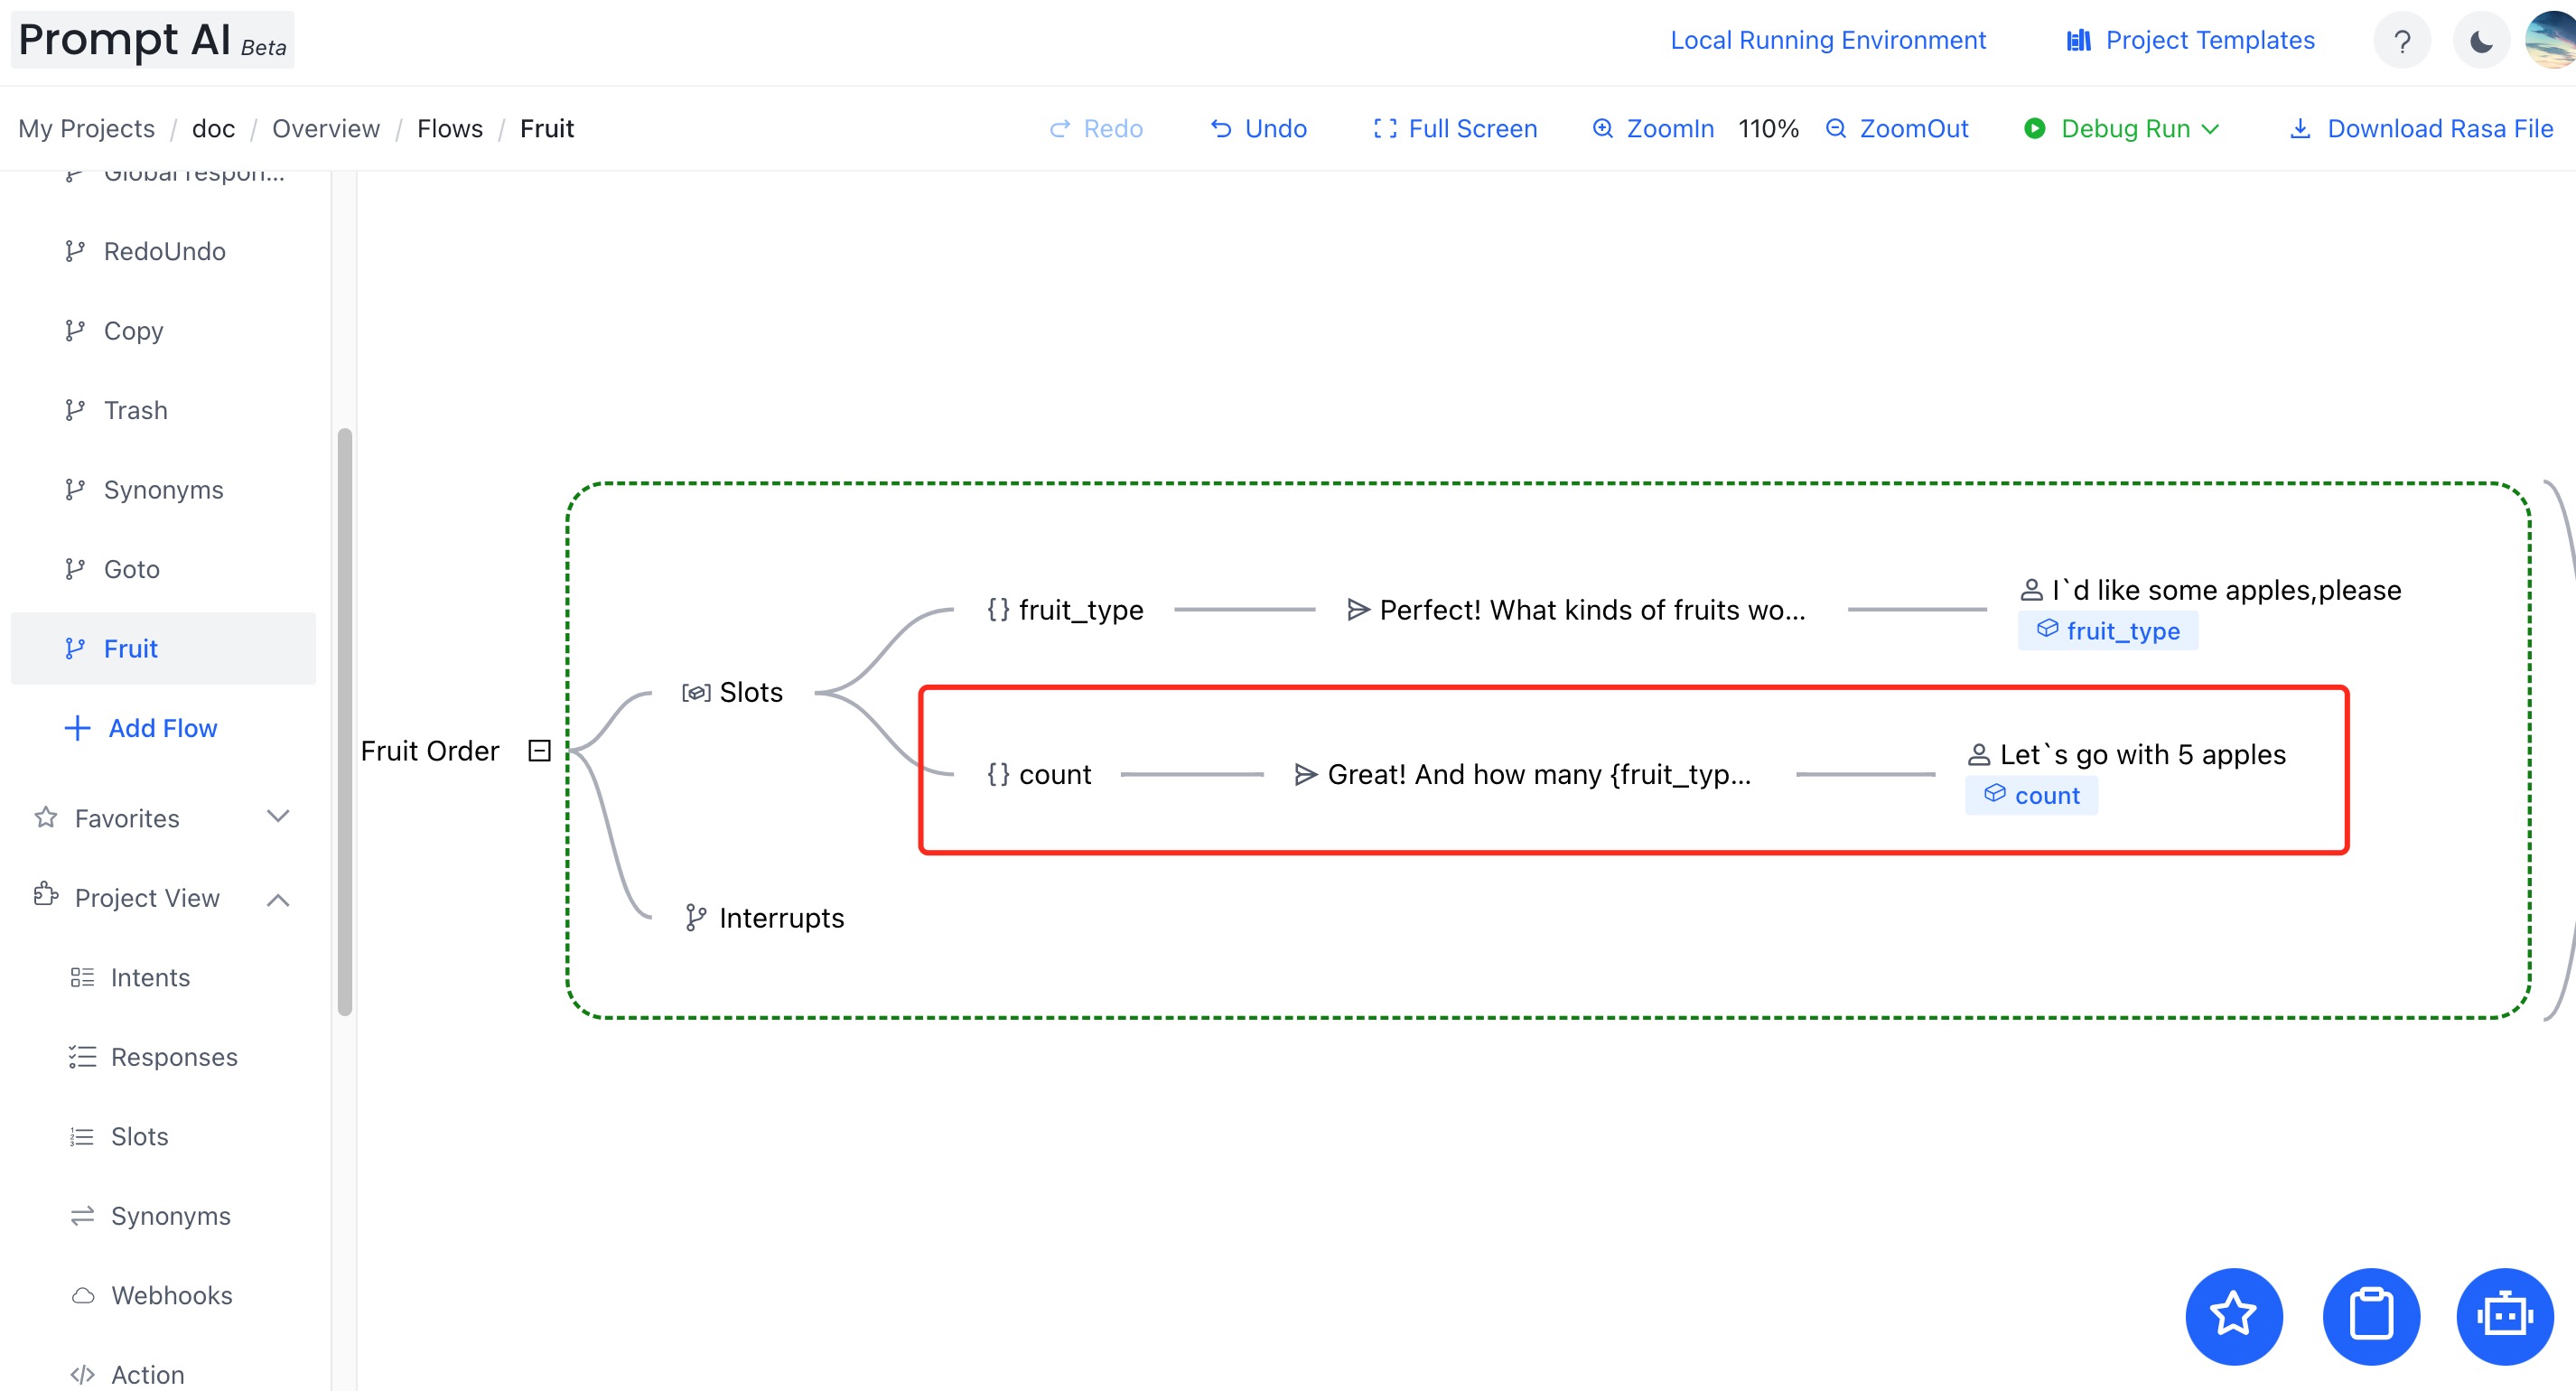 Prompt AI Beta
Local Running Environment
Project Templates
?
My Projects / doc / Overview / Flows / Fruit
Redo
Undo
Full Screen
ZoomIn
110%
ZoomOut
Debug Run
Download Rasa File
Global respon...
RedoUndo
Copy
Trash
Synonyms
Goto
Fruit
Add Flow
Favorites
Project View
Intents
Responses
Slots
Synonyms
Webhooks
Action
Fruit Order
Slots
{} fruit_type
Perfect! What kinds of fruits wo...
I`d like some apples,please
fruit_type
{} count
Great! And how many {fruit_typ...
Let`s go with 5 apples
count
Interrupts